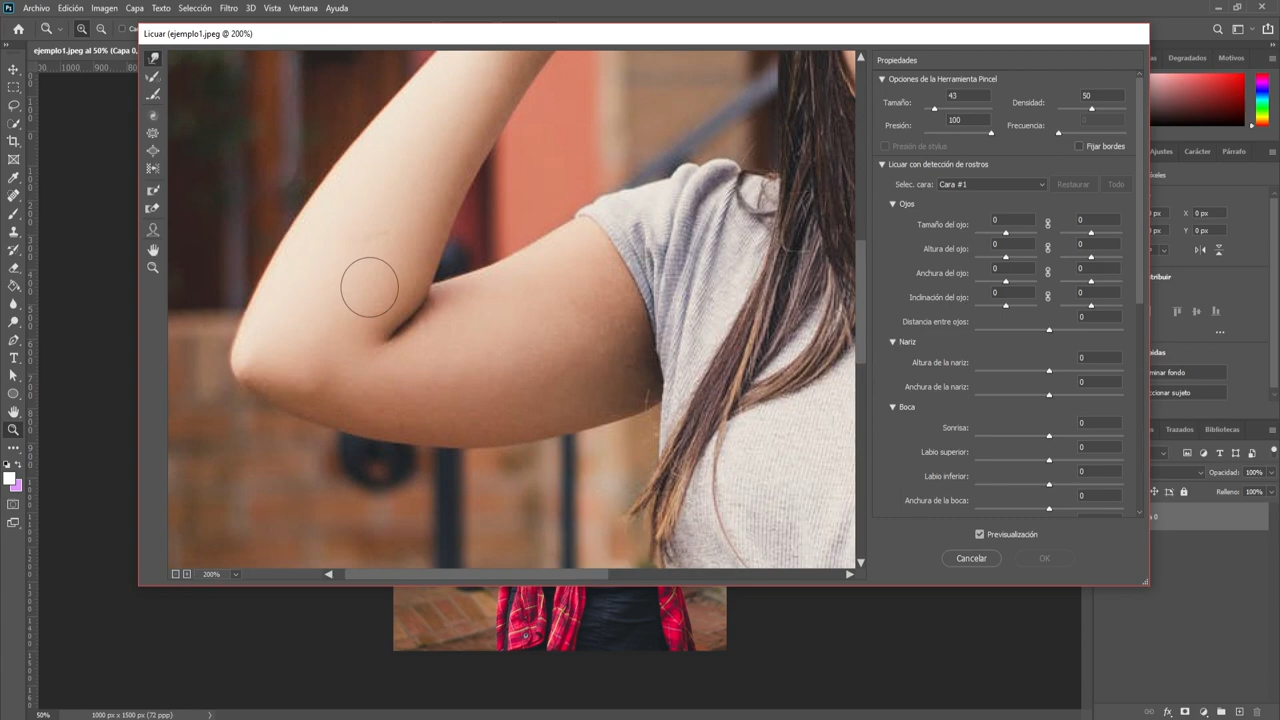 Archivo Edición Imagen Capa Texto Selección Filtro 3D Vista Ventana Ayuda
Licuar (ejemplo1.jpeg @ 200%)
ejemplo1.jpeg al 50% (Capa 0,
Propiedades
Opciones de la Herramienta Pincel
Tamaño: 43 Densidad: 50
Presión: 100 Frecuencia:
Presión de stylus Fijar bordes
Licuar con detección de rostros
Selec. cara: Cara #1 Restaurar Todo
Ojos
Tamaño del ojo: 0 0
Altura del ojo: 0 0
Anchura del ojo: 0 0
Inclinación del ojo: 0 0
Distancia entre ojos: 0
Nariz
Altura de la nariz: 0
Anchura de la nariz: 0
Boca
Sonrisa: 0
Labio superior: 0
Labio inferior: 0
Anchura de la boca: 0
Previsualización
Cancelar OK
200%
Degradados Motivos
Ajustes Carácter Párrafo
X 0 px
Y 0 px
Trazados Bibliotecas
Opacidad: 100%
Relleno: 100%
50% 1000 px x 1500 px (72 ppp)